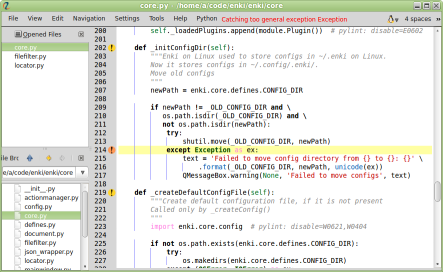 core.py - /home/a/code/enki/enki/core
File View Edit Navigation Settings Tools Help Python Catching too general exception Exception 4 spaces »
Opened Files
core.py
filefilter.py
locator.py
200 self._loadedPlugins.append(module.Plugin()) # pylint: disable=E0602
201
202 def _initConfigDir(self):
203 """Enki on Linux used to store configs in ~/.enki on Linux.
204 Now it stores configs in ~/.config/.enki/.
205 Move old configs
206 """
207 newPath = enki.core.defines.CONFIG_DIR
208
209 if newPath != _OLD_CONFIG_DIR and \
210 os.path.isdir(_OLD_CONFIG_DIR) and \
211 not os.path.isdir(newPath):
212 try:
213 shutil.move(_OLD_CONFIG_DIR, newPath)
214 except Exception as ex:
215 text = 'Failed to move config directory from {} to {}: {}' \
216 .format(_OLD_CONFIG_DIR, newPath, unicode(ex))
217 QMessageBox.warning(None, 'Failed to move configs', text)
218
219 def _createDefaultConfigFile(self):
220 """Create default configuration file, if it is not present
221 Called only by _createConfig()
222 """
223 import enki.core.config # pylint: disable=W0621,W0404
224
225 if not os.path.exists(enki.core.defines.CONFIG_DIR):
226 try:
227 os.makedirs(enki.core.defines.CONFIG_DIR)
File Bro
e/a/code/enki/enki/core
__init__.py
actionmanager.py
config.py
core.py
defines.py
document.py
filefilter.py
json_wrapper.py
locator.py
mainwindow.py